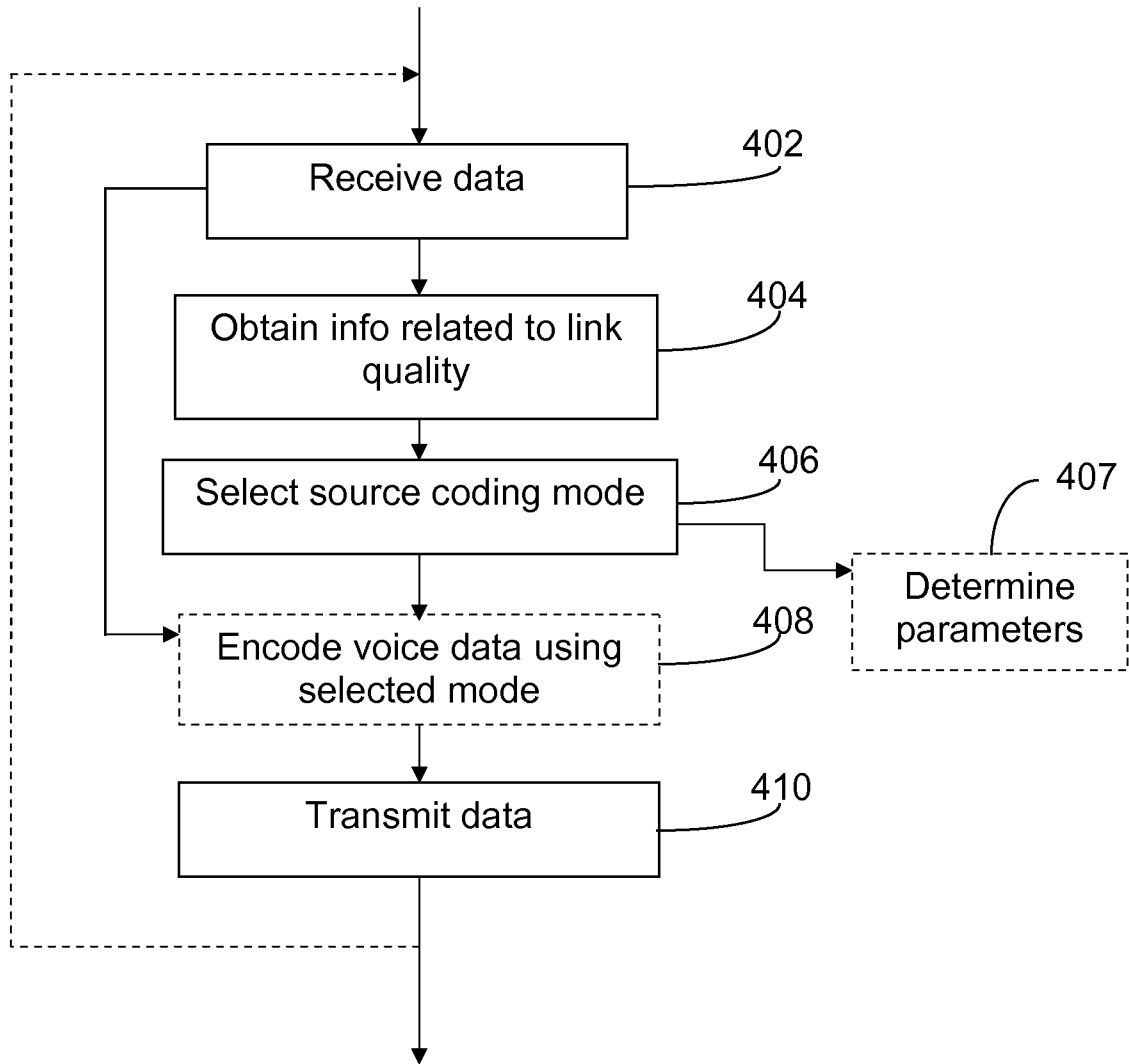 402
Receive data
404
Obtain info related to link
quality
406
Select source coding mode
407
Determine
parameters
408
Encode voice data using
selected mode
410
Transmit data